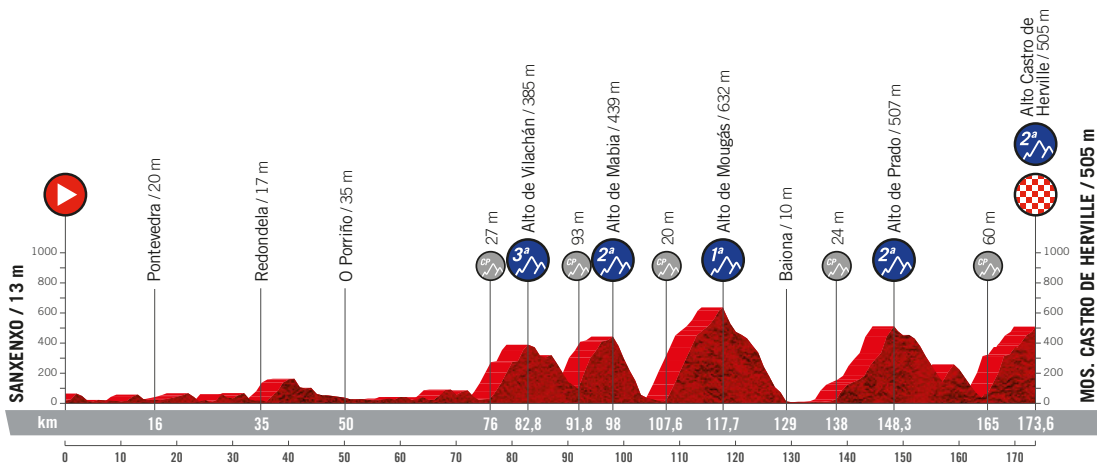 SANXENXO / 13 m
Pontevedra / 20 m
Redondela / 17 m
O Porriño / 35 m
27 m
CP
Alto de Vilachán / 385 m
3ª
93 m
CP
Alto de Mabia / 439 m
2ª
20 m
CP
Alto de Mougás / 632 m
1ª
Baiona / 10 m
24 m
CP
Alto de Prado / 507 m
2ª
60 m
CP
Alto Castro de
Herville / 505 m
2ª
MOS. CASTRO DE HERVILLE / 505 m
1000
800
600
400
200
0
1000
800
600
400
200
0
km 16 35 50 76 82,8 91,8 98 107,6 117,7 129 138 148,3 165 173,6
0 10 20 30 40 50 60 70 80 90 100 110 120 130 140 150 160 170